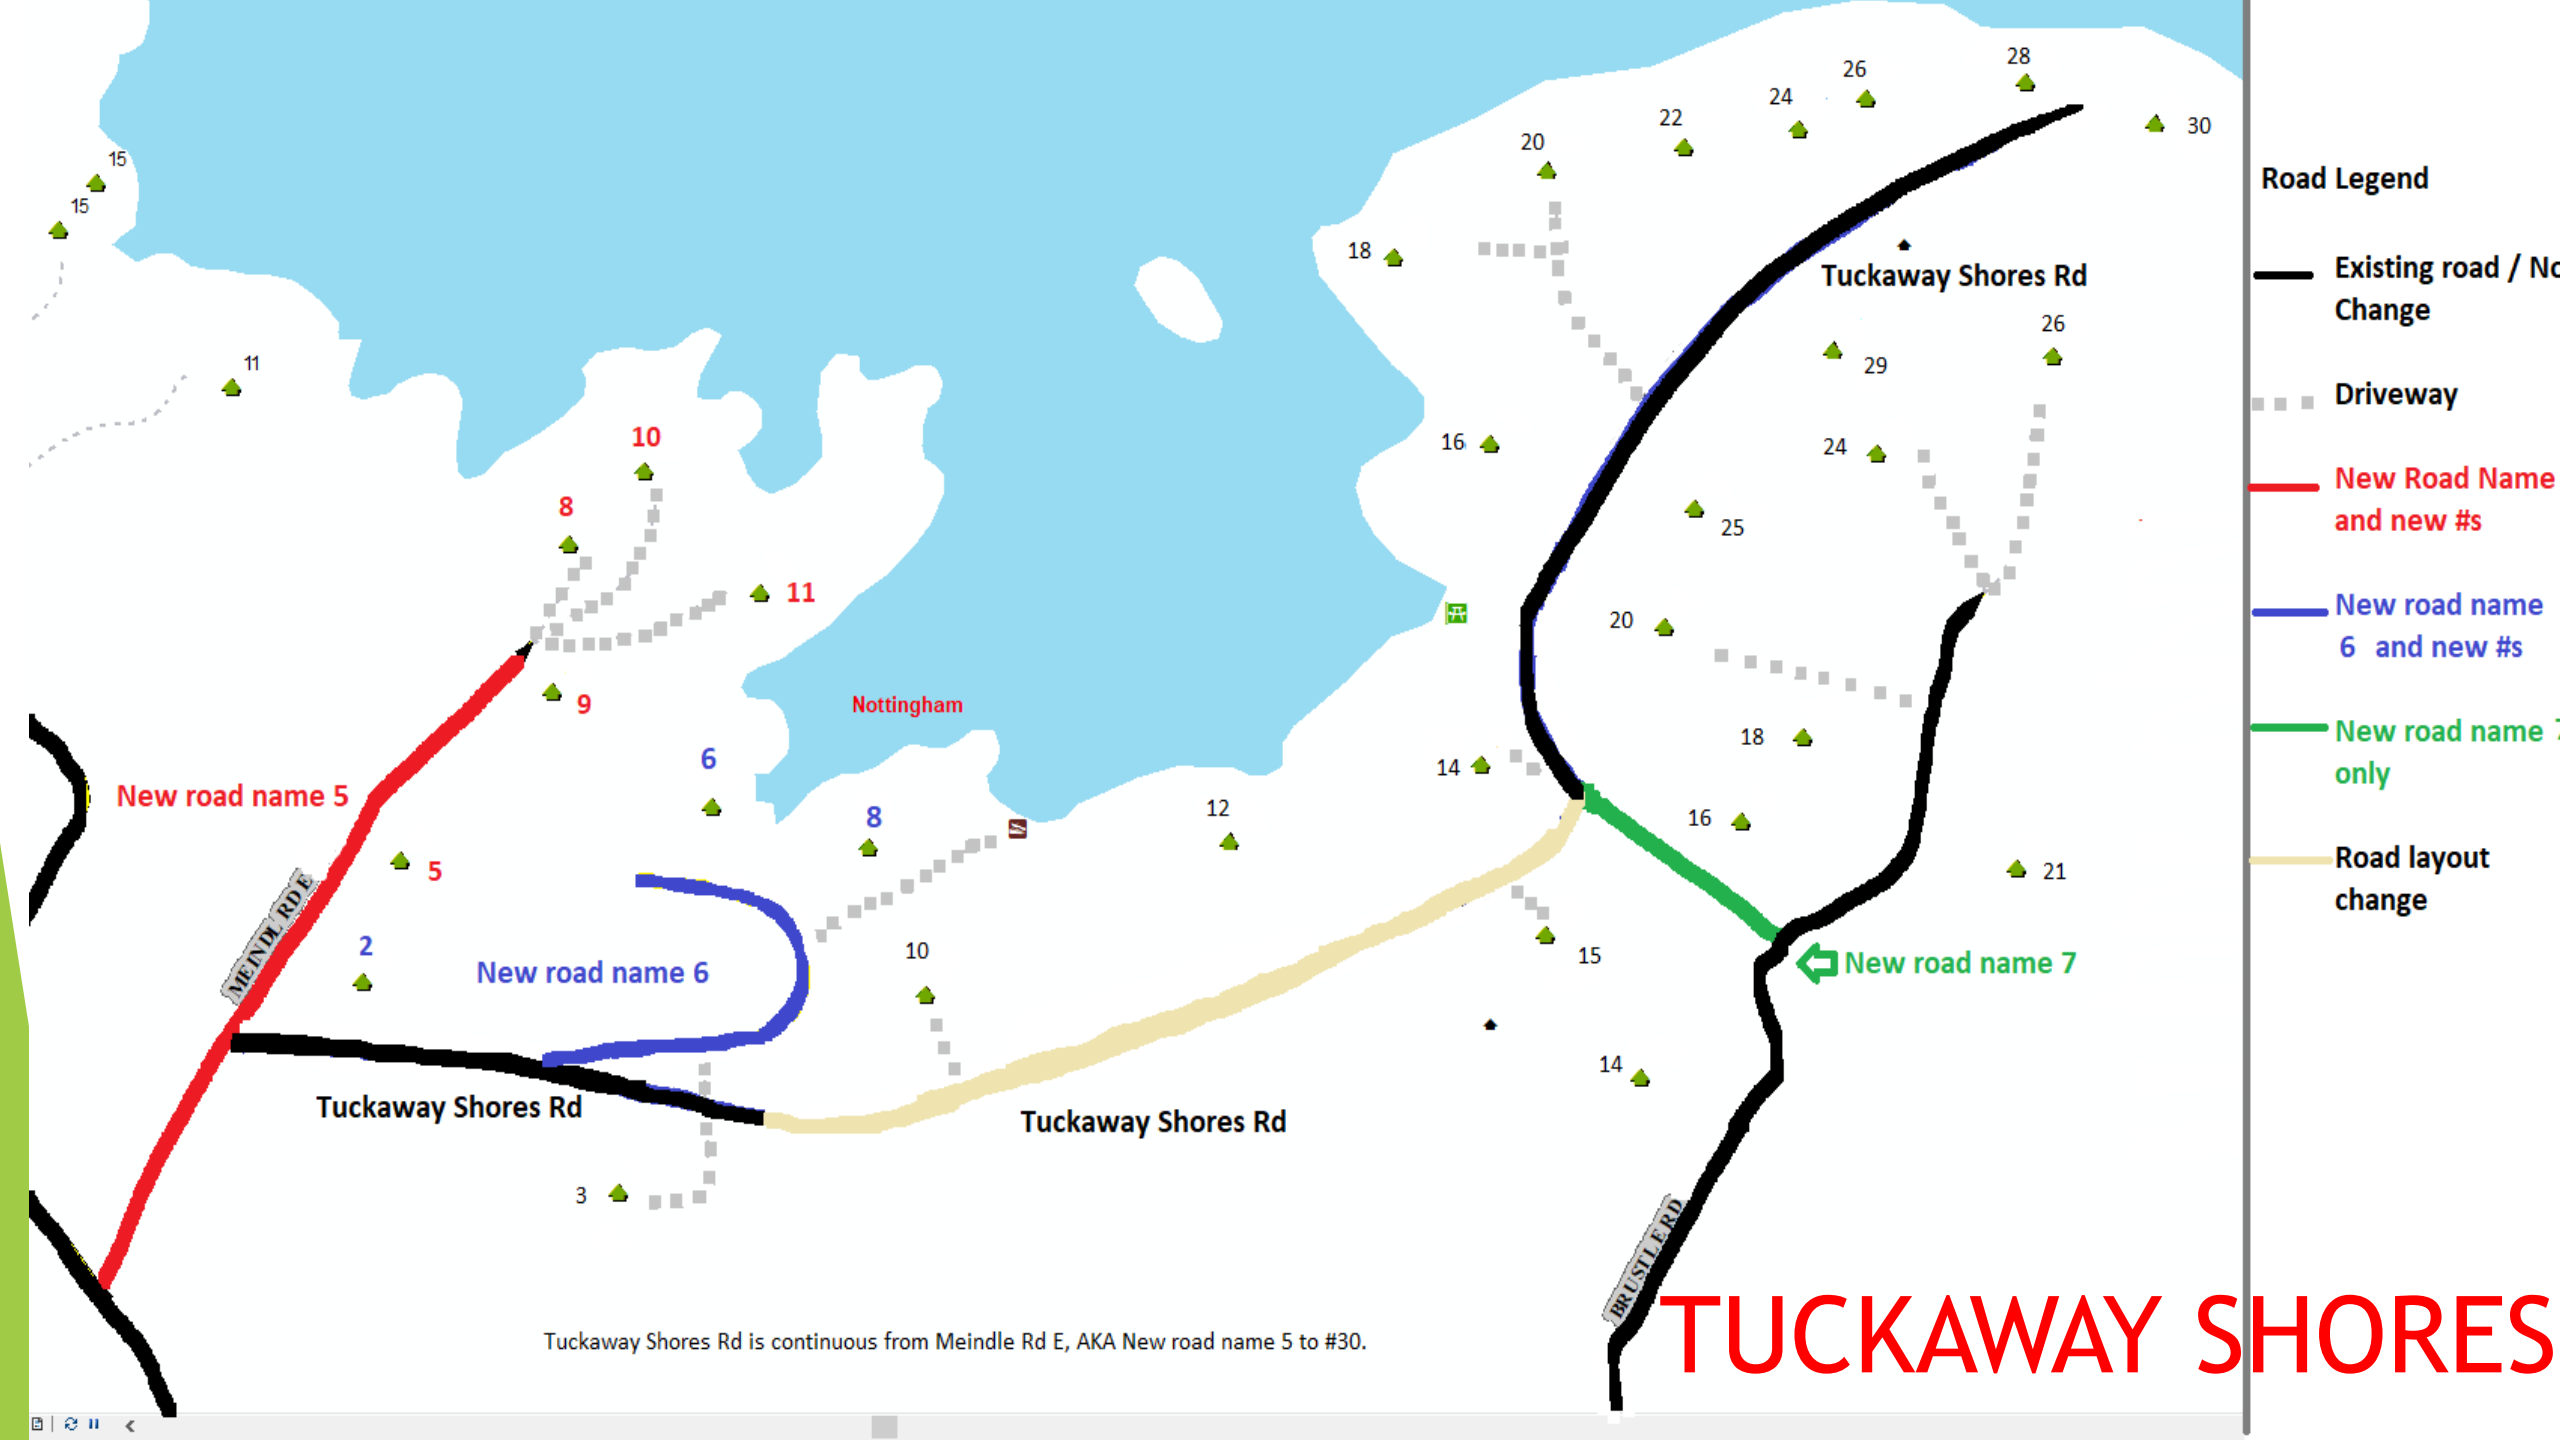 28
26
24
22
20
30
15
15
Road Legend
18
Tuckaway Shores Rd
Existing road / No
Change
26
11
29
Driveway
10
16
24
New Road Name
and new #s
8
25
11
New road name
6 and new #s
20
9
Nottingham
6
18
New road name 7
only
14
New road name 5
8
12
16
5
21
Road layout
change
MEINDL RD E
2
10
15
New road name 6
New road name 7
14
Tuckaway Shores Rd
Tuckaway Shores Rd
3
BRUSTLE RD
Tuckaway Shores Rd is continuous from Meindle Rd E, AKA New road name 5 to #30.
TUCKAWAY SHORES